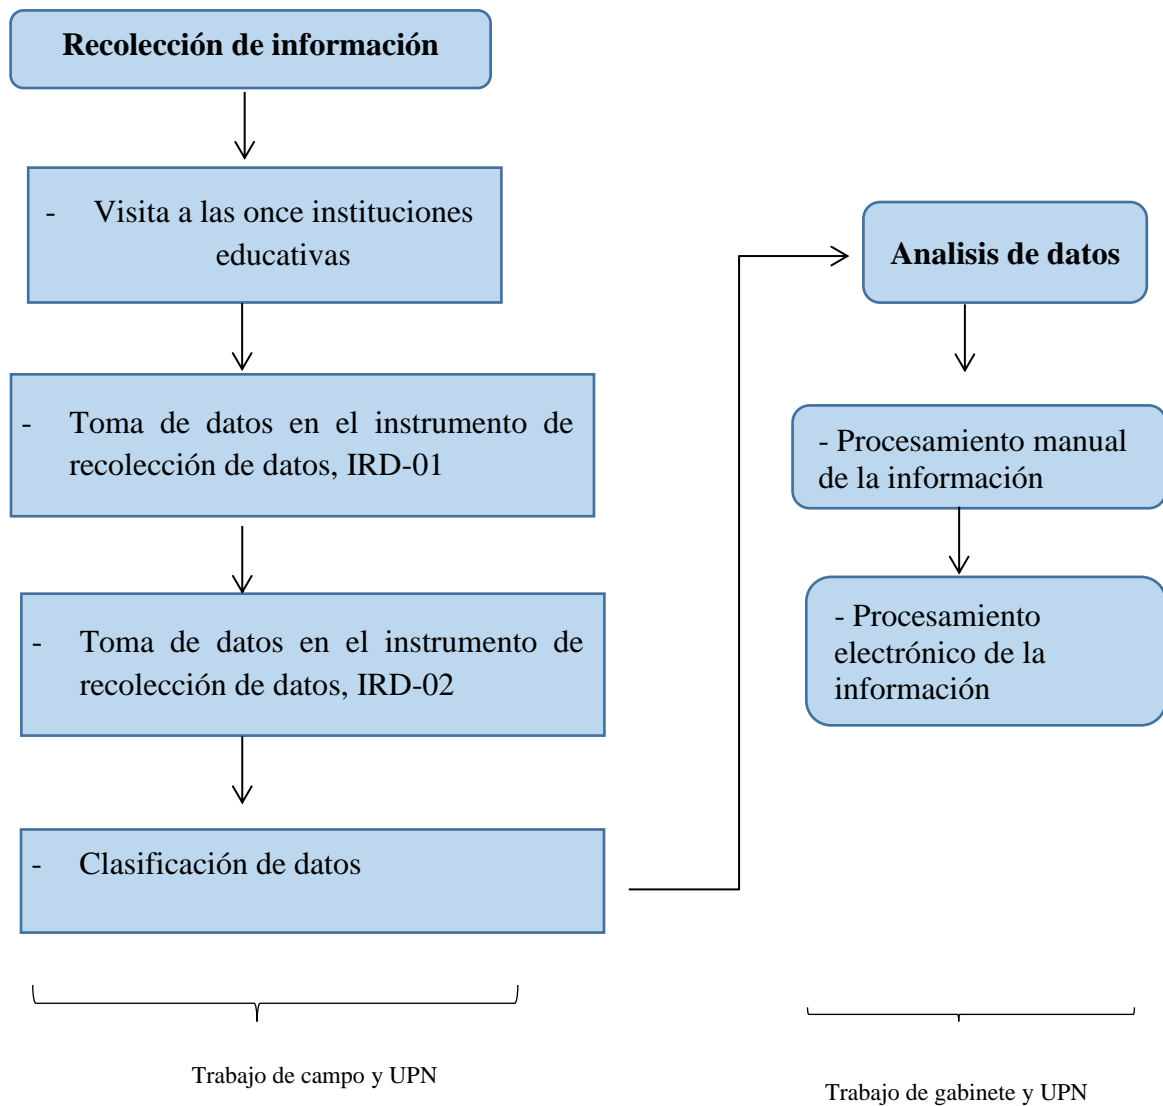 Recolección de información
- Visita a las once instituciones
educativas
- Toma de datos en el instrumento de
recolección de datos, IRD-01
- Toma de datos en el instrumento de
recolección de datos, IRD-02
- Clasificación de datos
Trabajo de campo y UPN
Analisis de datos
- Procesamiento manual
de la información
- Procesamiento
electrónico de la
información
Trabajo de gabinete y UPN